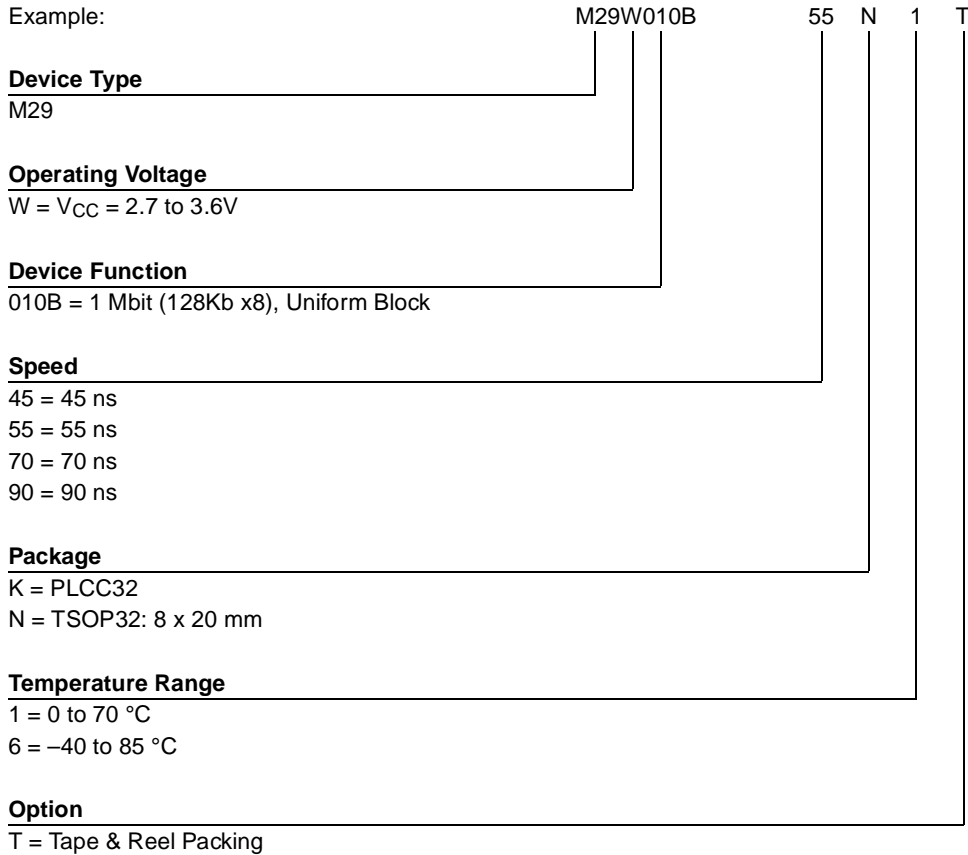 Example: M29W010B 55 N 1 T
Device Type
M29
Operating Voltage
W = VCC = 2.7 to 3.6V
Device Function
010B = 1 Mbit (128Kb x8), Uniform Block
Speed
45 = 45 ns
55 = 55 ns
70 = 70 ns
90 = 90 ns
Package
K = PLCC32
N = TSOP32: 8 x 20 mm
Temperature Range
1 = 0 to 70 °C
6 = –40 to 85 °C
Option
T = Tape & Reel Packing